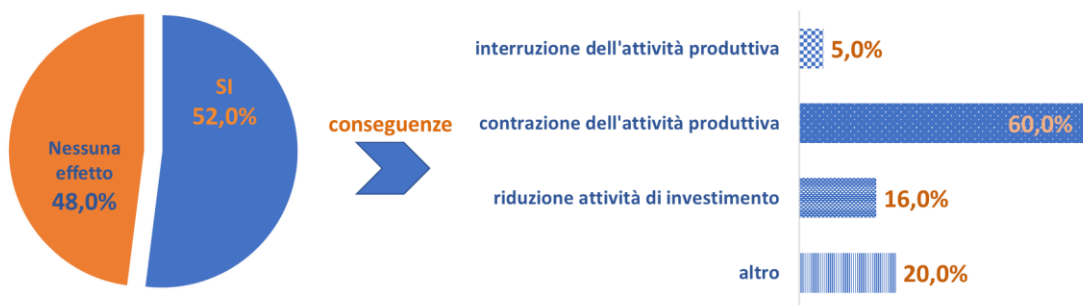 SI
52,0%
Nessuna
effetto
48,0%
conseguenze
interruzione dell'attività produttiva
5,0%
contrazione dell'attività produttiva
60,0%
riduzione attività di investimento
16,0%
altro
20,0%